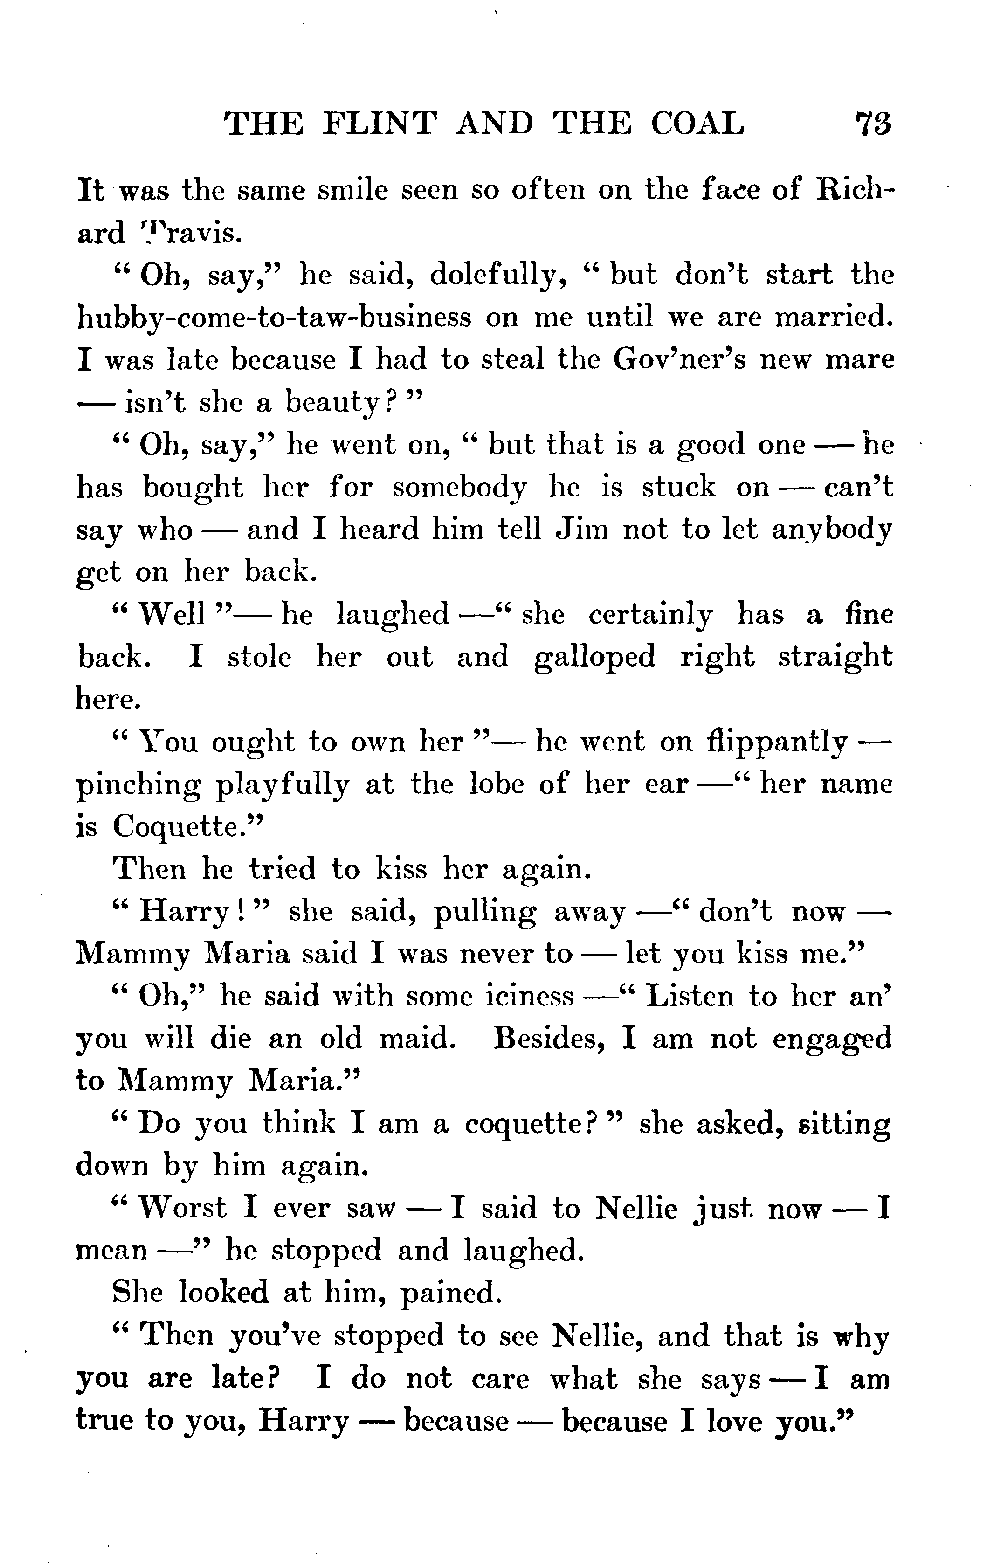 THE FLINT AND THE COAL 73
It was the same smile seen so often on the face of Rich-
ard Travis.
“ Oh, say,” he said, dolefully, “ but don’t start the
hubby-come-to-taw-business on me until we are married.
I was late because I had to steal the Gov’ner’s new mare
— isn’t she a beauty? ”
“ Oh, say,” he went on, “ but that is a good one — he
has bought her for somebody he is stuck on — can’t
say who — and I heard him tell Jim not to let anybody
get on her back.
“ Well ”— he laughed —“ she certainly has a fine
back. I stole her out and galloped right straight
here.
“ You ought to own her ”— he went on flippantly —
pinching playfully at the lobe of her ear —“ her name
is Coquette.”
Then he tried to kiss her again.
“ Harry! ” she said, pulling away —“ don’t now —
Mammy Maria said I was never to — let you kiss me.”
“ Oh,” he said with some iciness —“ Listen to her an’
you will die an old maid. Besides, I am not engaged
to Mammy Maria.”
“ Do you think I am a coquette? ” she asked, sitting
down by him again.
“ Worst I ever saw — I said to Nellie just now — I
mean —” he stopped and laughed.
She looked at him, pained.
“ Then you’ve stopped to see Nellie, and that is why
you are late? I do not care what she says — I am
true to you, Harry — because — because I love you.”